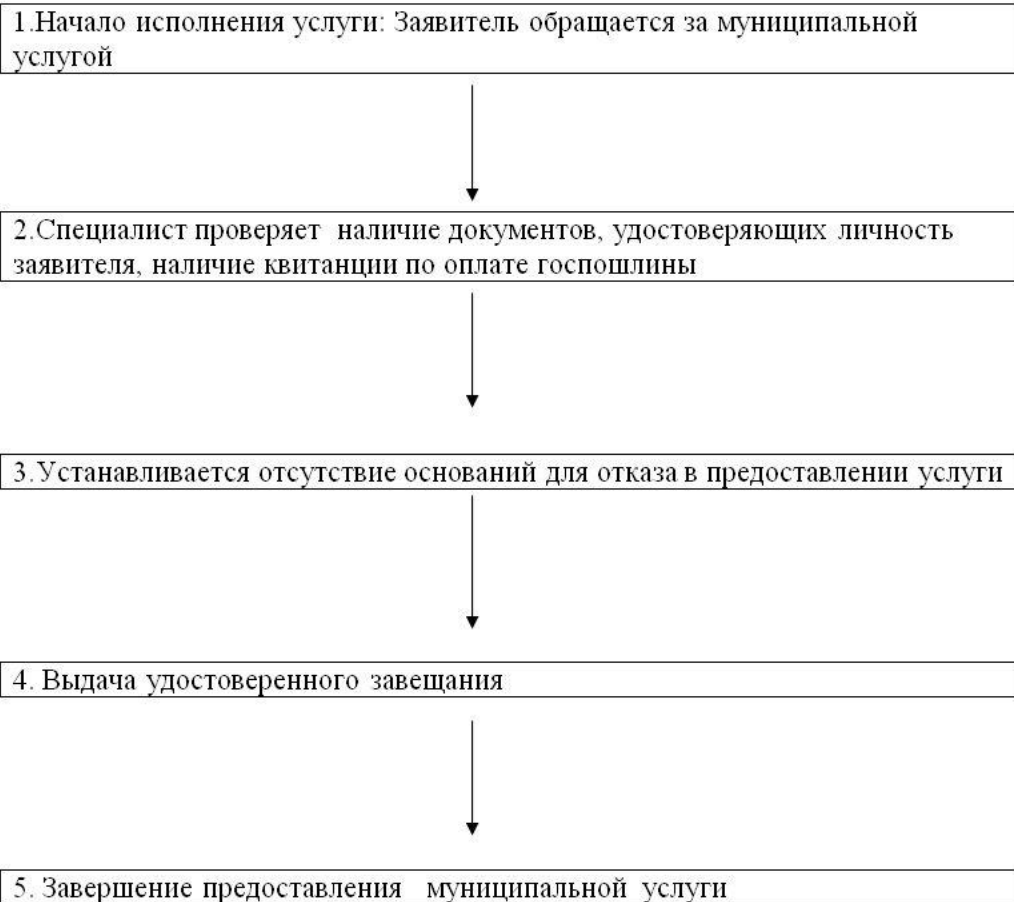 1.Начало исполнения услуги: Заявитель обращается за муниципальной
услугой
2.Специалист проверяет  наличие документов, удостоверяющих личность
заявителя, наличие квитанции по оплате госпошлины
3.Устанавливается отсутствие оснований для отказа в предоставлении услуги
4. Выдача удостоверенного завещания
5. Завершение предоставления   муниципальной  услуги